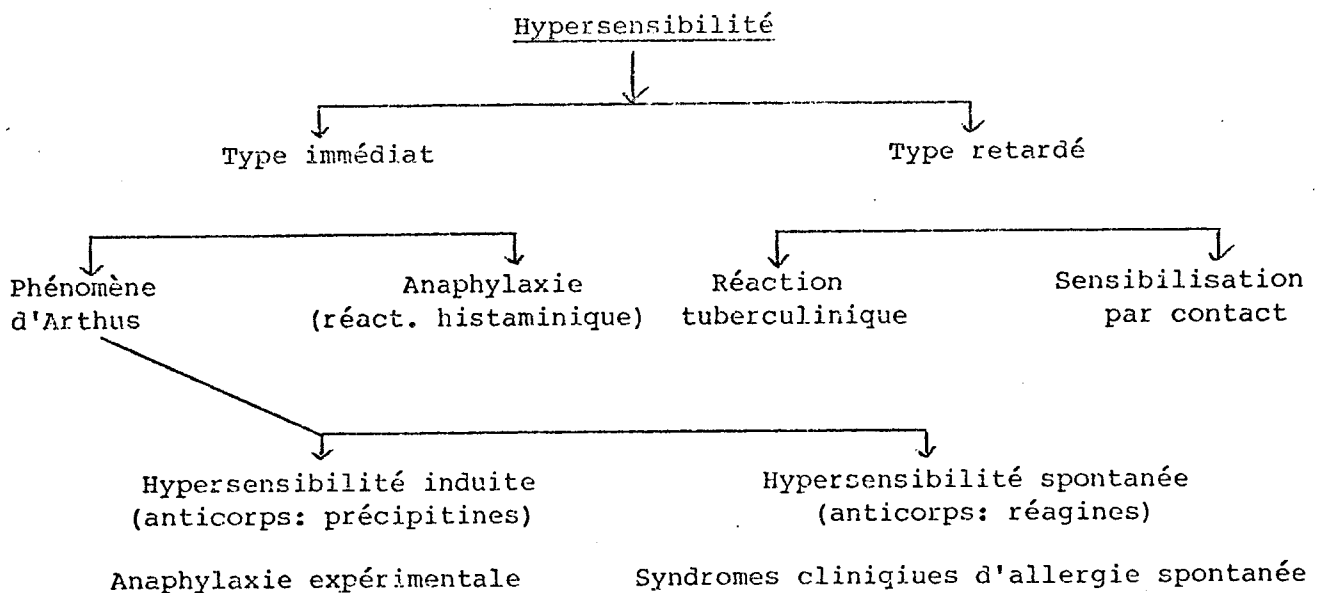 Hypersensibilité
Type immédiat
Type retardé
Phénomène
d'Arthus
Anaphylaxie
(réact. histaminique)
Réaction
tuberculinique
Sensibilisation
par contact
Hypersensibilité induite
(anticorps: précipitines)
Hypersensibilité spontanée
(anticorps: réagines)
Anaphylaxie expérimentale
Syndromes cliniqiues d'allergie spontanée